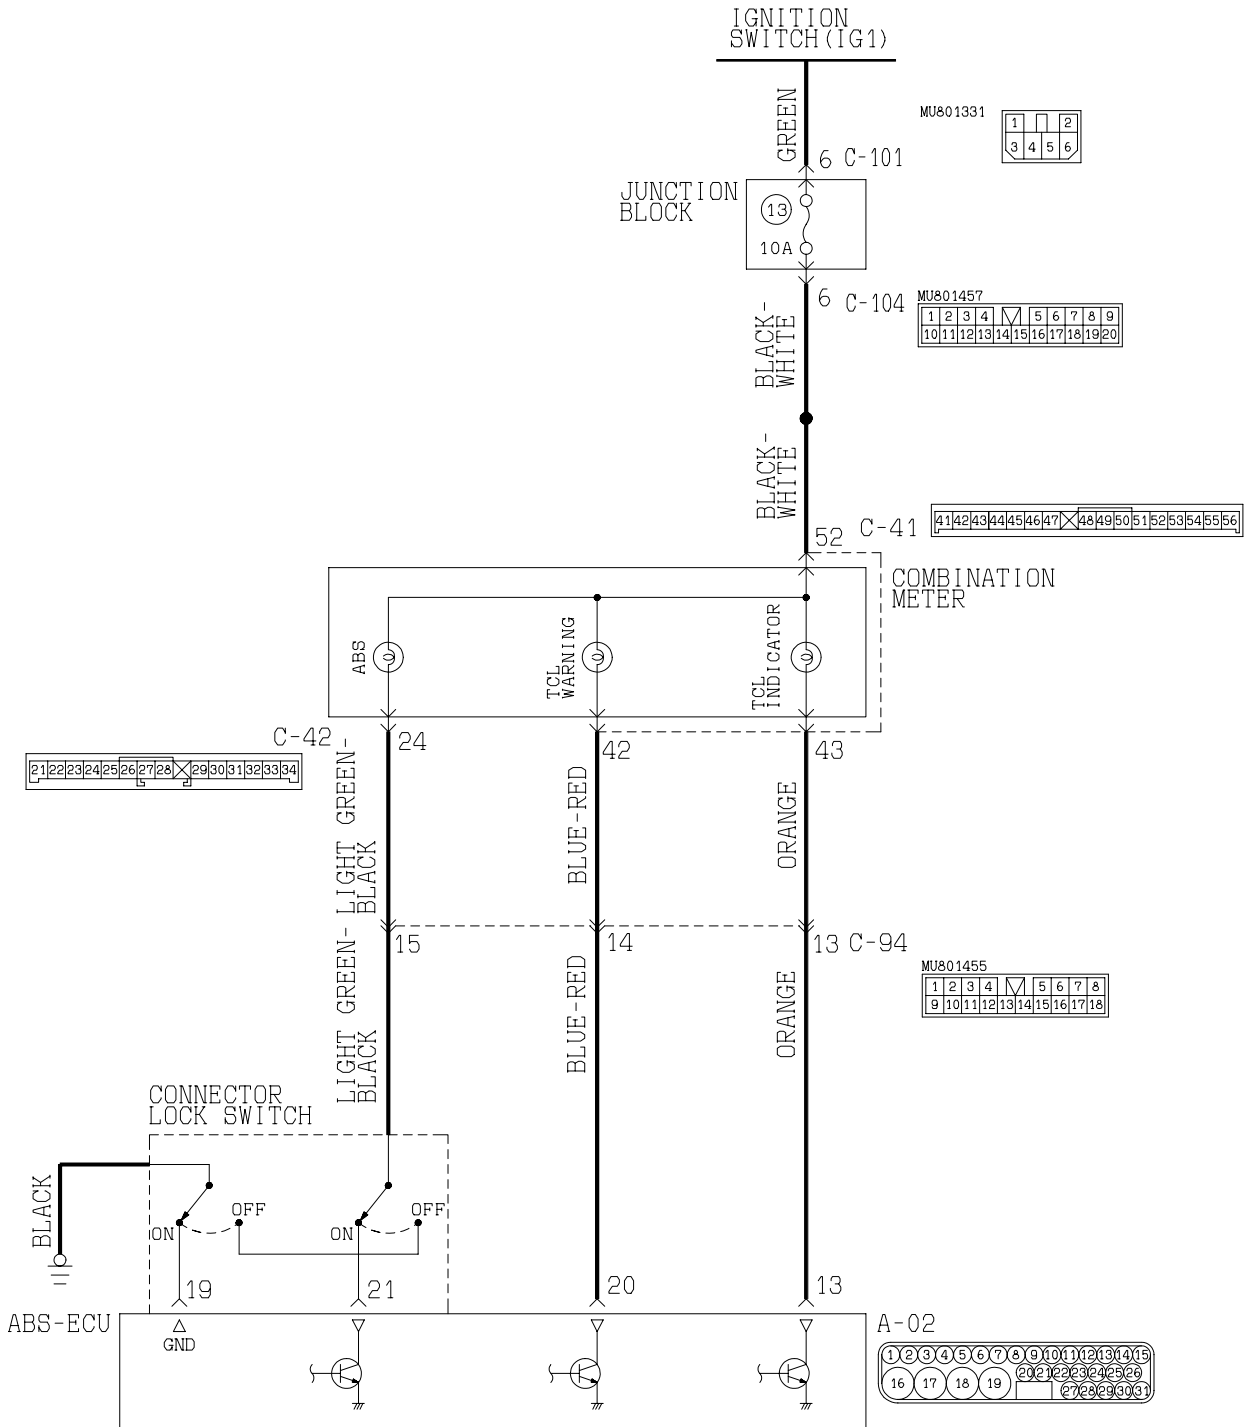 IGNITION
SWITCH(IG1)
GREEN
MU801331
1 2
3 4 5 6
6 C-101
JUNCTION
BLOCK
13
10A
6 C-104
MU801457
1 2 3 4 5 6 7 8 9
10 11 12 13 14 15 16 17 18 19 20
BLACK-
WHITE
BLACK-
WHITE
52 C-41
41 42 43 44 45 46 47 48 49 50 51 52 53 54 55 56
COMBINATION
METER
ABS
TCL
WARNING
TCL
INDICATOR
C-42 24
42
43
21 22 23 24 25 26 27 28 29 30 31 32 33 34
LIGHT GREEN-
BLACK
BLUE-RED
ORANGE
15
14
13 C-94
MU801455
1 2 3 4 5 6 7 8
9 10 11 12 13 14 15 16 17 18
LIGHT GREEN-
BLACK
BLUE-RED
ORANGE
CONNECTOR
LOCK SWITCH
BLACK
ON
OFF
ON
OFF
19
21
20
13
ABS-ECU
GND
A-02
1 2 3 4 5 6 7 8 9 10 11 12 13 14 15
16 17 18 19 20 21 22 23 24 25 26
27 28 29 30 31